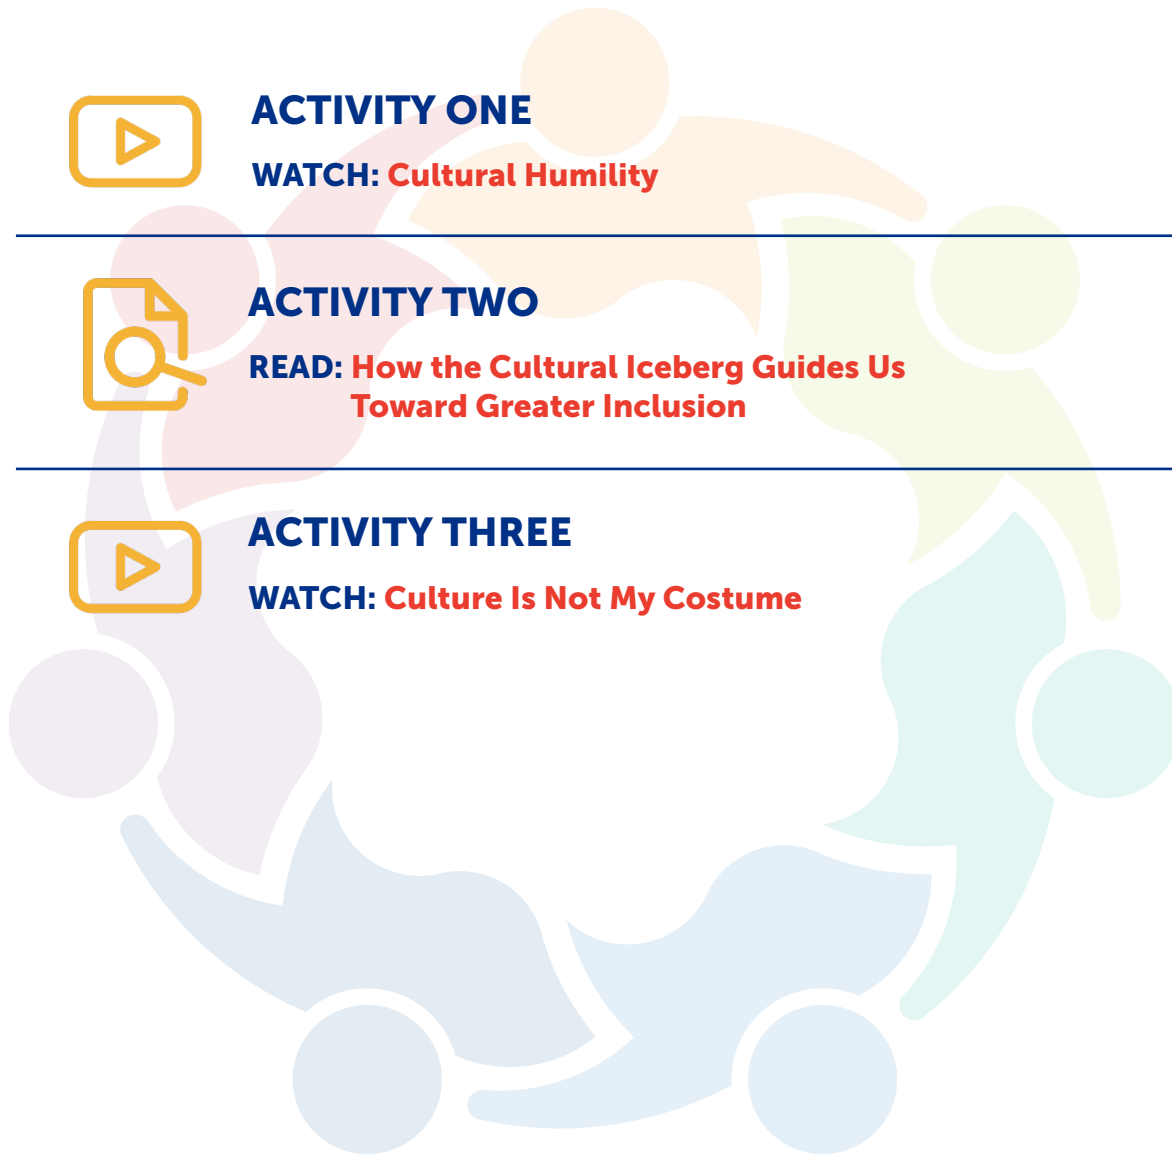 ACTIVITY ONE
WATCH: Cultural Humility
ACTIVITY TWO
READ: How the Cultural Iceberg Guides Us
Toward Greater Inclusion
ACTIVITY THREE
WATCH: Culture Is Not My Costume